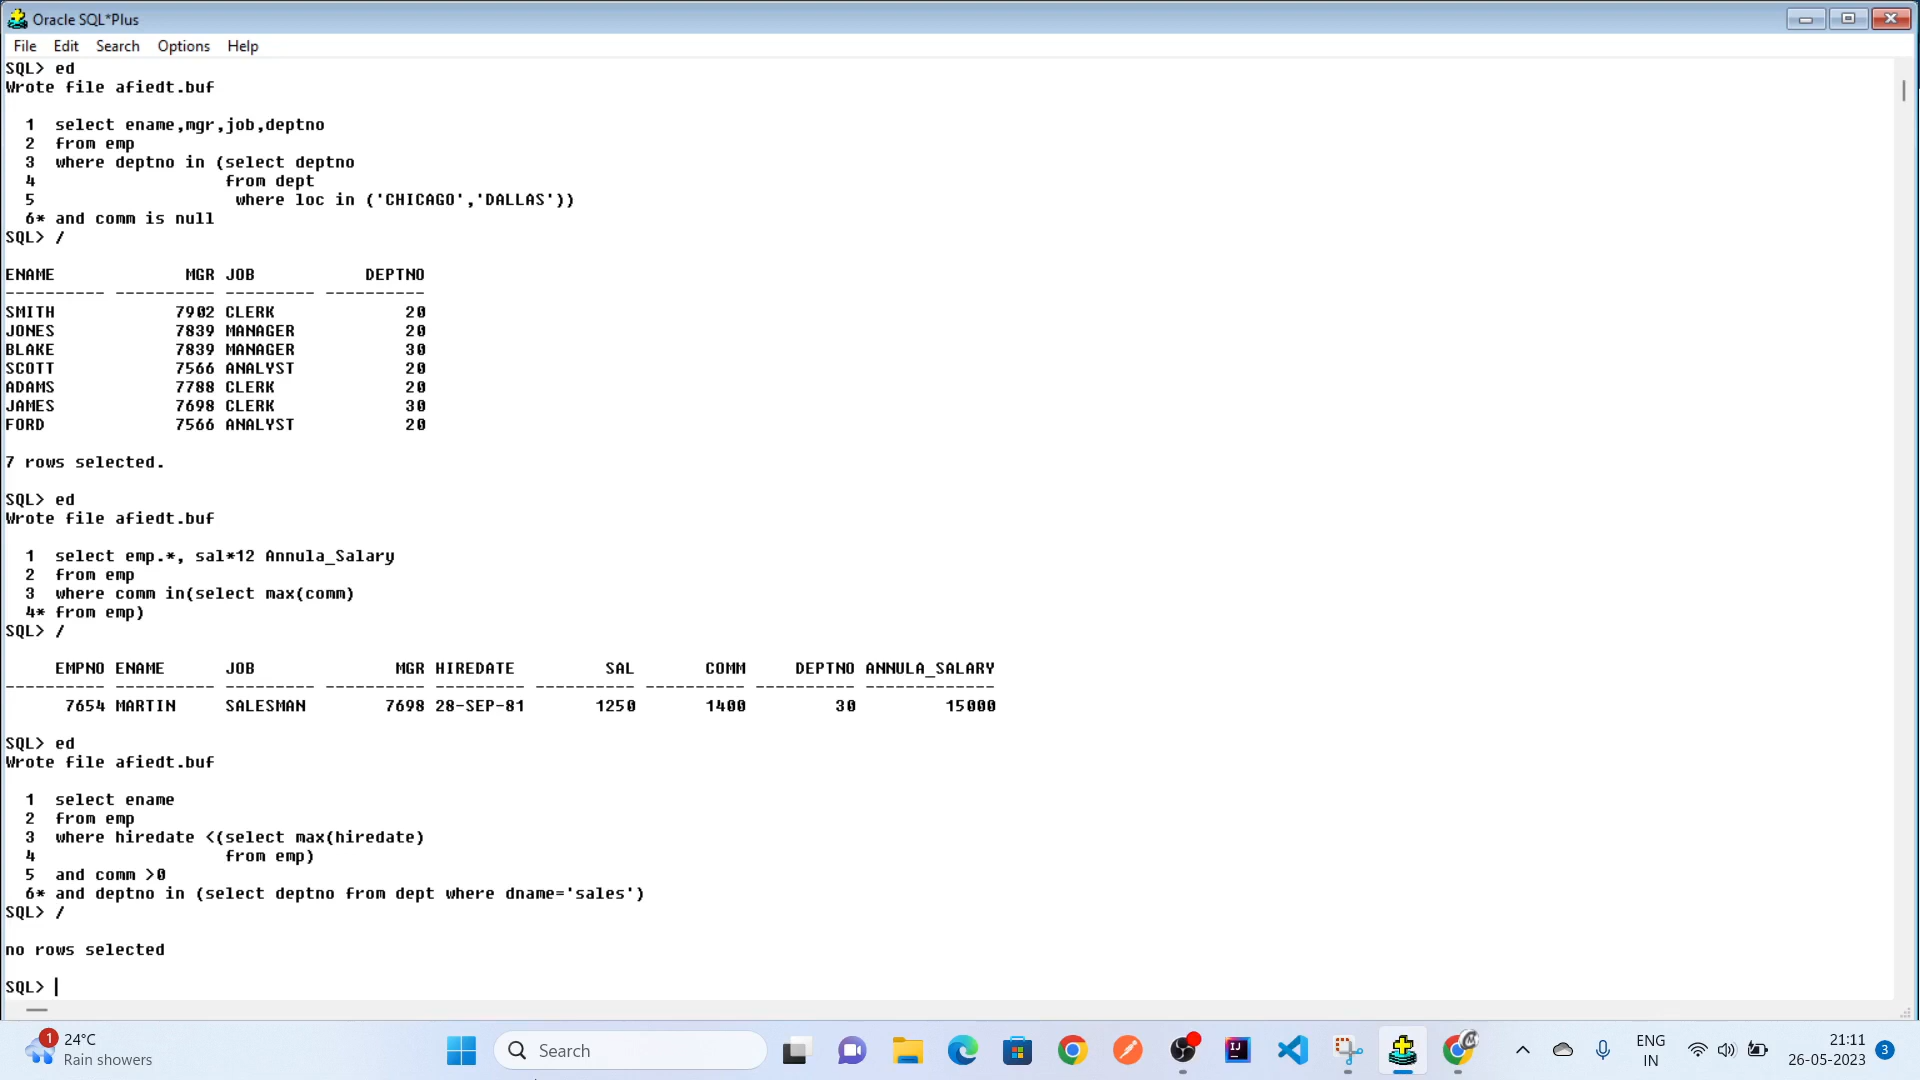 Oracle SQL*Plus
File Edit Search Options Help
SQL> ed
Wrote file afiedt.buf
1 select ename,mgr,job,deptno
2 from emp
3 where deptno in (select deptno
4 from dept
5 where loc in ('CHICAGO','DALLAS'))
6* and comm is null
SQL> /
ENAME MGR JOB DEPTNO
---------- ---------- --------- ----------
SMITH 7902 CLERK 20
JONES 7839 MANAGER 20
BLAKE 7839 MANAGER 30
SCOTT 7566 ANALYST 20
ADAMS 7788 CLERK 20
JAMES 7698 CLERK 30
FORD 7566 ANALYST 20
7 rows selected.
SQL> ed
Wrote file afiedt.buf
1 select emp.*, sal*12 Annula_Salary
2 from emp
3 where comm in(select max(comm)
4* from emp)
SQL> /
EMPNO ENAME JOB MGR HIREDATE SAL COMM DEPTNO ANNULA_SALARY
---------- ---------- --------- ---------- --------- ---------- ---------- ---------- -------------
7654 MARTIN SALESMAN 7698 28-SEP-81 1250 1400 30 15000
SQL> ed
Wrote file afiedt.buf
1 select ename
2 from emp
3 where hiredate <(select max(hiredate)
4 from emp)
5 and comm >0
6* and deptno in (select deptno from dept where dname='sales')
SQL> /
no rows selected
SQL>
1 24°C
Rain showers
Search
IJ
ENG
IN
21:11
26-05-2023
3